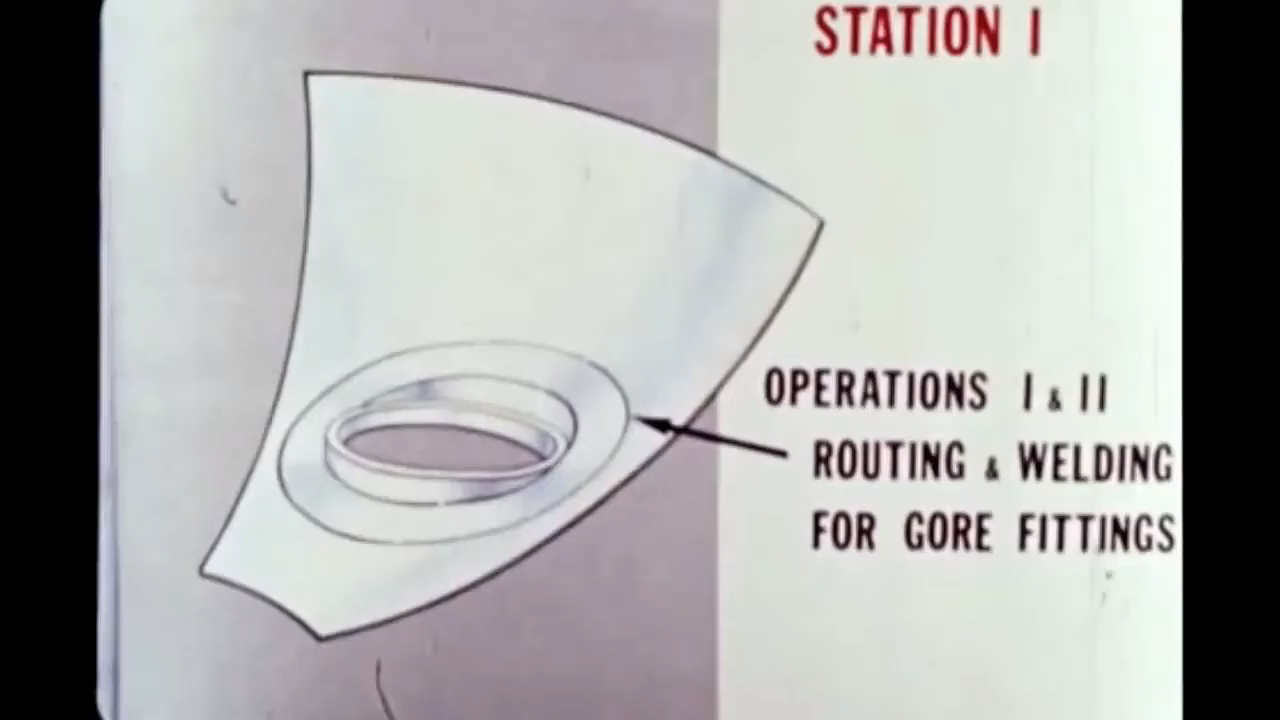 STATION I
OPERATIONS I & II
ROUTING & WELDING
FOR GORE FITTINGS